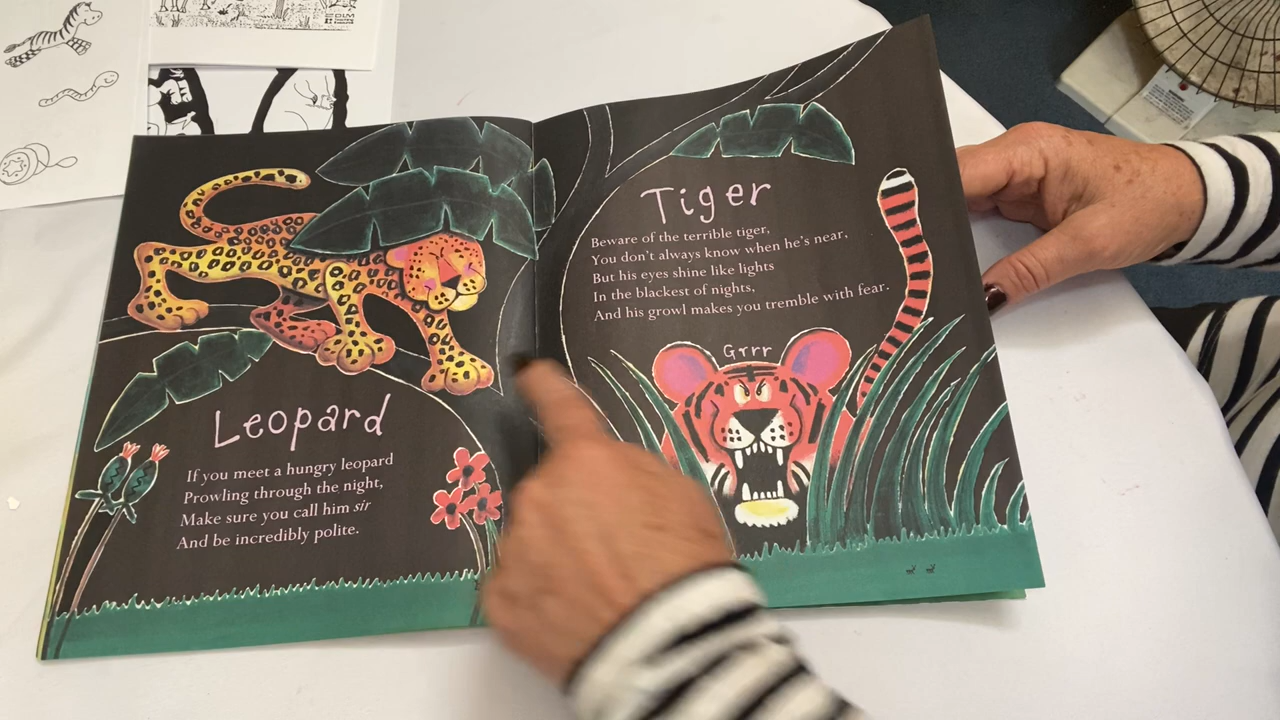 Leopard
If you meet a hungry leopard
Prowling through the night,
Make sure you call him sir
And be incredibly polite.
Tiger
Beware of the terrible tiger,
You don't always know when he's near,
But his eyes shine like lights
In the blackest of nights,
And his growl makes you tremble with fear.
Grrr